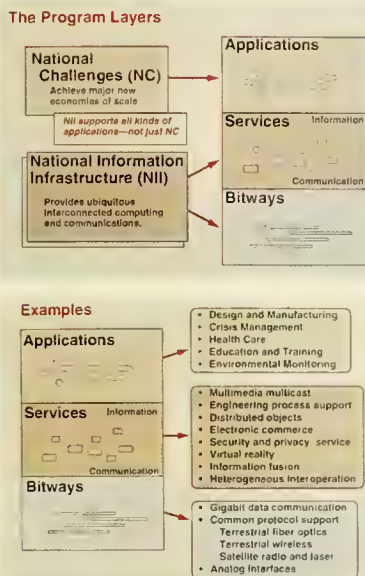 The Program Layers
National
Challenges (NC)
Achieve major new
economies of scale
NII supports all kinds of
applications—not just NC
National Information
Infrastructure (NII)
Provides ubiquitous
interconnected computing
and communications.
Applications
Services Information
Communication
Bitways
Examples
Applications
Services Information
Communication
Bitways
• Design and Manufacturing
• Crisis Management
• Health Care
• Education and Training
• Environmental Monitoring
• Multimedia multicast
• Engineering process support
• Distributed objects
• Electronic commerce
• Security and privacy service
• Virtual reality
• Information fusion
• Heterogeneous interoperation
• Gigabit data communication
• Common protocol support
Terrestrial fiber optics
Terrestrial wireless
Satellite radio and laser
• Analog interfaces